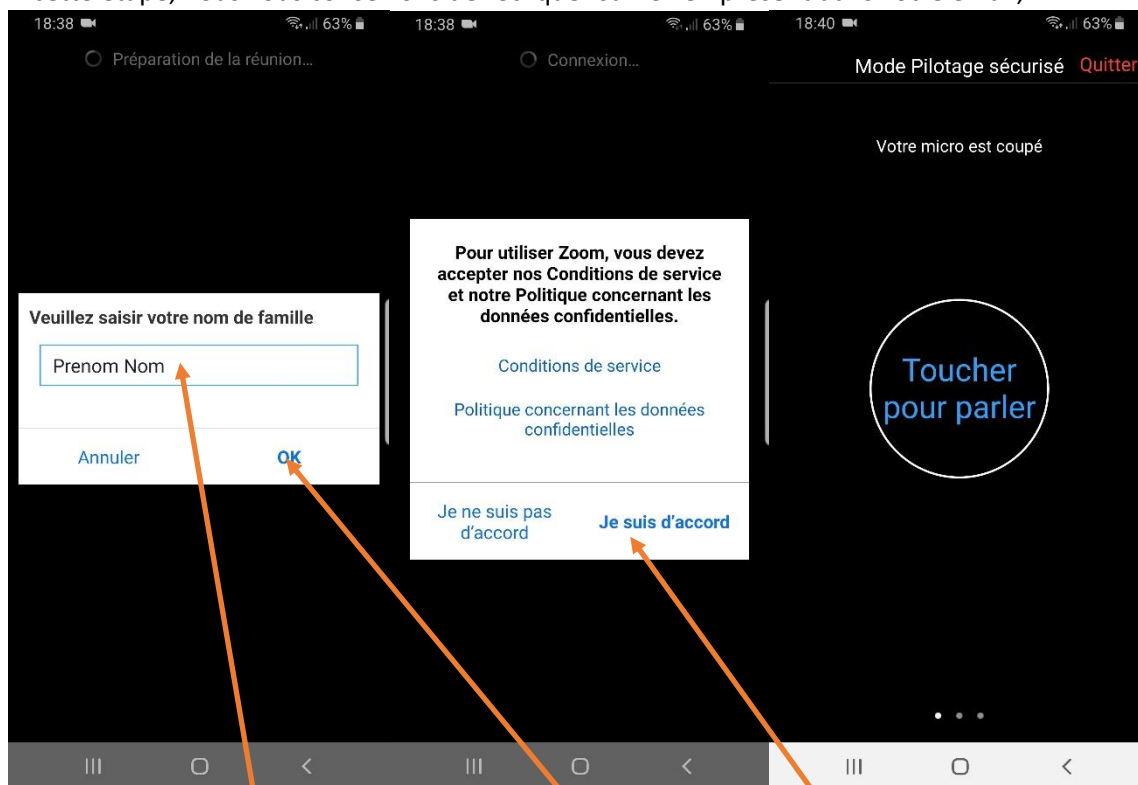 18:38 63%
Préparation de la réunion...
Veuillez saisir votre nom de famille
Prenom Nom
Annuler OK
18:38 63%
Connexion...
Pour utiliser Zoom, vous devez
accepter nos Conditions de service
et notre Politique concernant les
données confidentielles.
Conditions de service
Politique concernant les données
confidentielles
Je ne suis pas
d'accord
Je suis d'accord
18:40 63%
Mode Pilotage sécurisé Quitter
Votre micro est coupé
Toucher
pour parler